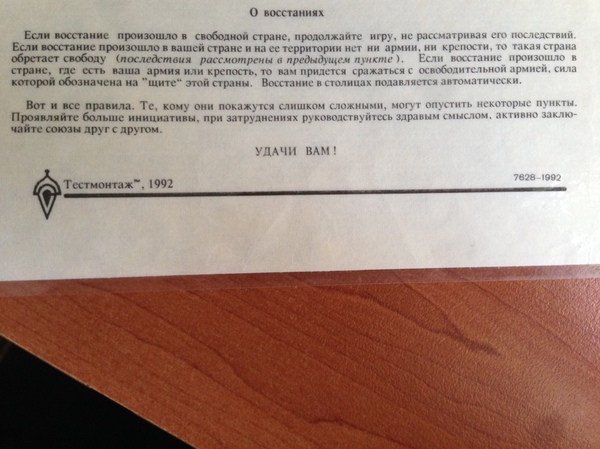 О восстаниях
Если восстание произошло в свободной стране, продолжайте игру, не рассматривая его последствий.
Если восстание произошло в вашей стране и на ее территории нет ни армии, ни крепости, то такая страна
обретает свободу (последствия рассмотрены в предыдущем пункте). Если восстание произошло в
стране, где есть ваша армия или крепость, то вам придется сражаться с освободительной армией, сила
которой обозначена на "щите" этой страны. Восстание в столицах подавляется автоматически.
Вот и все правила. Те, кому они покажутся слишком сложными, могут опустить некоторые пункты.
Проявляйте больше инициативы, при затруднениях руководствуйтесь здравым смыслом, активно заклю-
чайте союзы друг с другом.
УДАЧИ ВАМ!
Тестмонтаж™, 1992
7628-1992